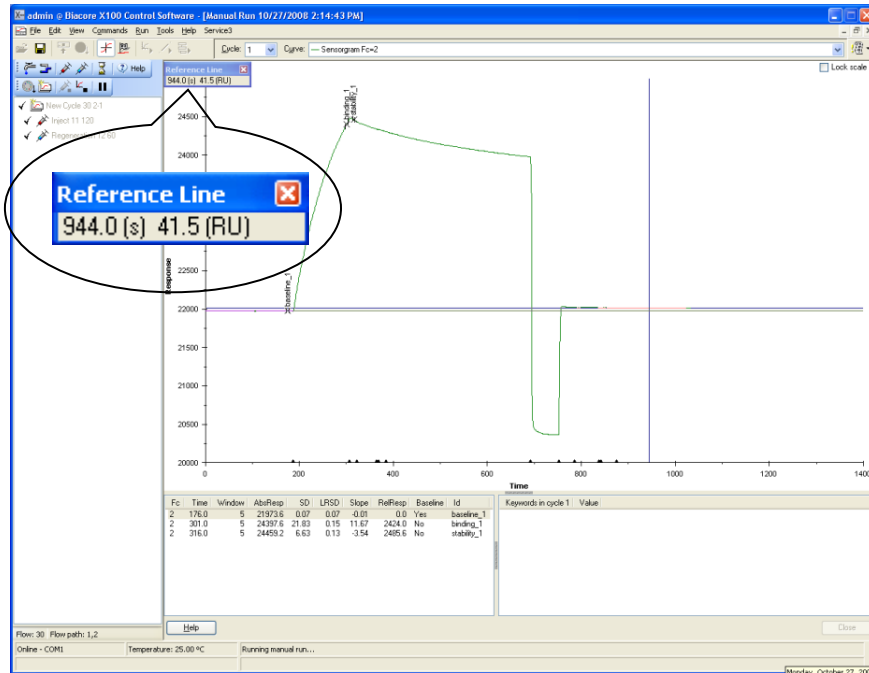 admin @ Biacore X100 Control Software - [Manual Run 10/27/2008 2:14:43 PM]
File Edit View Commands Run Tools Help Service3
Cycle: 1 Curve: — Sensorgram Fc=2
Help
Reference Line
944.0 (s) 41.5 (RU)
Lock scale
New Cycle 30 2-1
Inject 11 120
Regeneration 12 60
Reference Line
944.0 (s) 41.5 (RU)
Response
24500
24000
22500
22000
21500
21000
20500
20000
baseline_1
binding_1
stability_1
0 200 400 600 800 1000 1200 1400
Time
Fc Time Window AbsResp SD LRSD Slope RelResp Baseline Id
2 176.0 5 21973.6 0.07 0.07 -0.01 0.0 Yes baseline_1
2 301.0 5 24397.6 21.83 0.15 11.67 2424.0 No binding_1
2 316.0 5 24459.2 6.63 0.13 -3.54 2485.6 No stability_1
Keywords in cycle 1 Value
Help
Close
Flow: 30 Flow path: 1,2
Online - COM1 Temperature: 25.00 ºC Running manual run...
Monday, October 27, 200